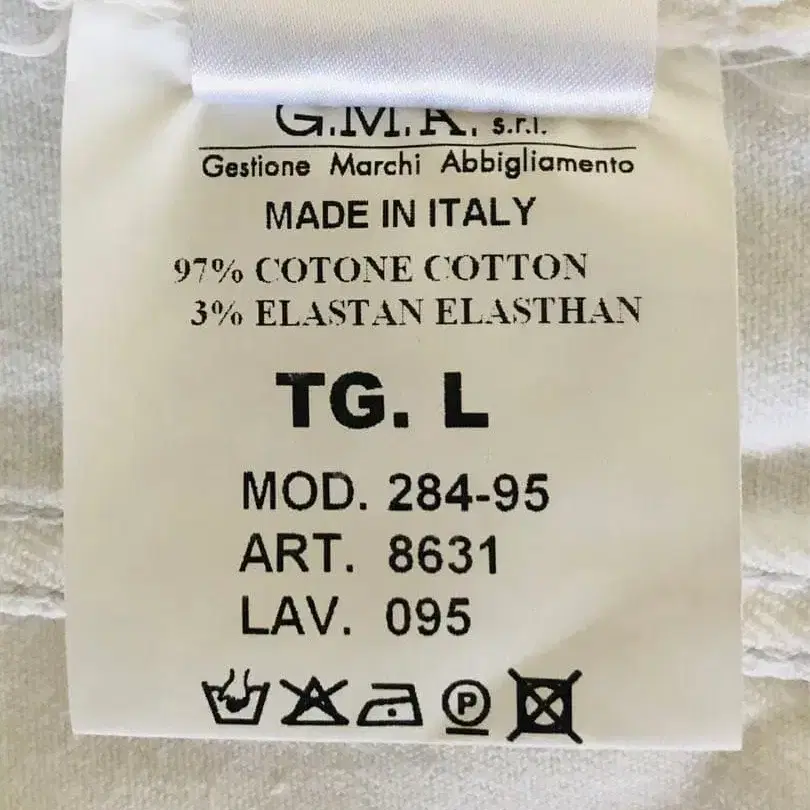 G.M.A. s.r.l.
Gestione Marchi Abbigliamento
MADE IN ITALY
97% COTONE COTTON
3% ELASTAN ELASTHAN
TG. L
MOD. 284-95
ART. 8631
LAV. 095
P